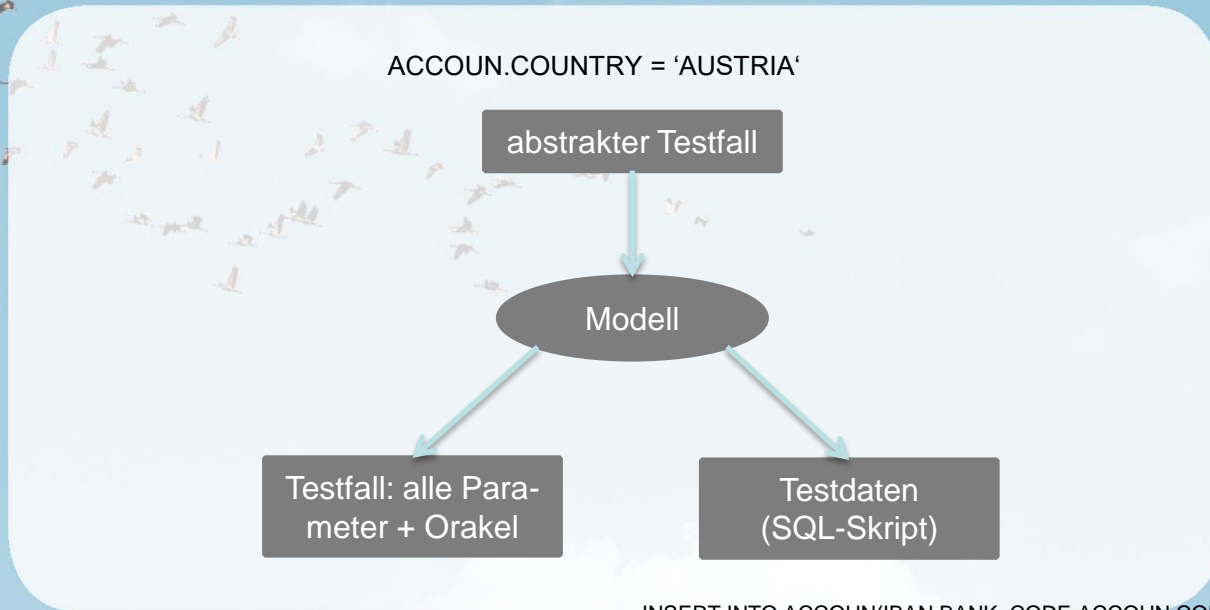 ACCOUN.COUNTRY = ‘AUSTRIA‘
abstrakter Testfall
Modell
Testfall: alle Para-
meter + Orakel
Testdaten
(SQL-Skript)
INSERT INTO ACCOUN(IBAN,BANK_CODE,ACCOUN.CO